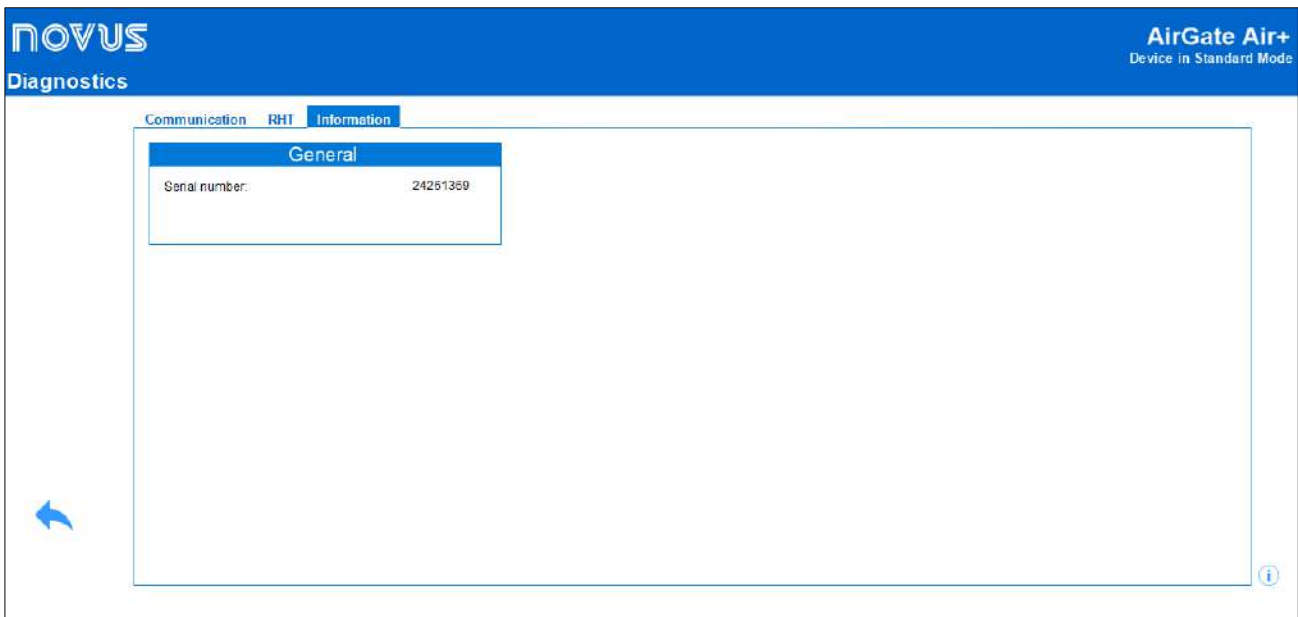 novus
AirGate Air+
Device in Standard Mode
Diagnostics
Communication RHT Information
General
Serial number: 24261369
i